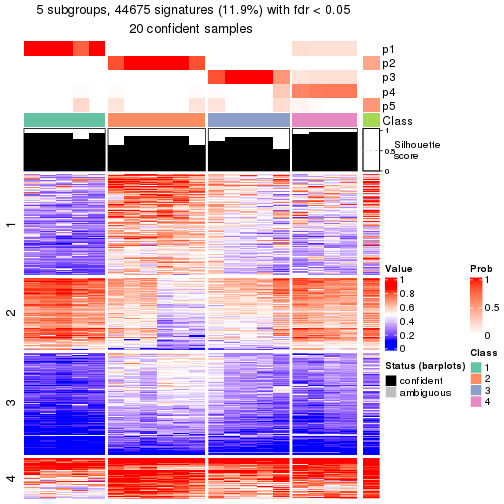 5 subgroups, 44675 signatures (11.9%) with fdr < 0.05
20 confident samples
p1
p2
p3
p4
p5
Class
1
0.5
0
Silhouette
score
1
2
3
4
Value
1
0.8
0.6
0.4
0.2
0
Prob
1
0.5
0
Status (barplots)
confident
ambiguous
Class
1
2
3
4